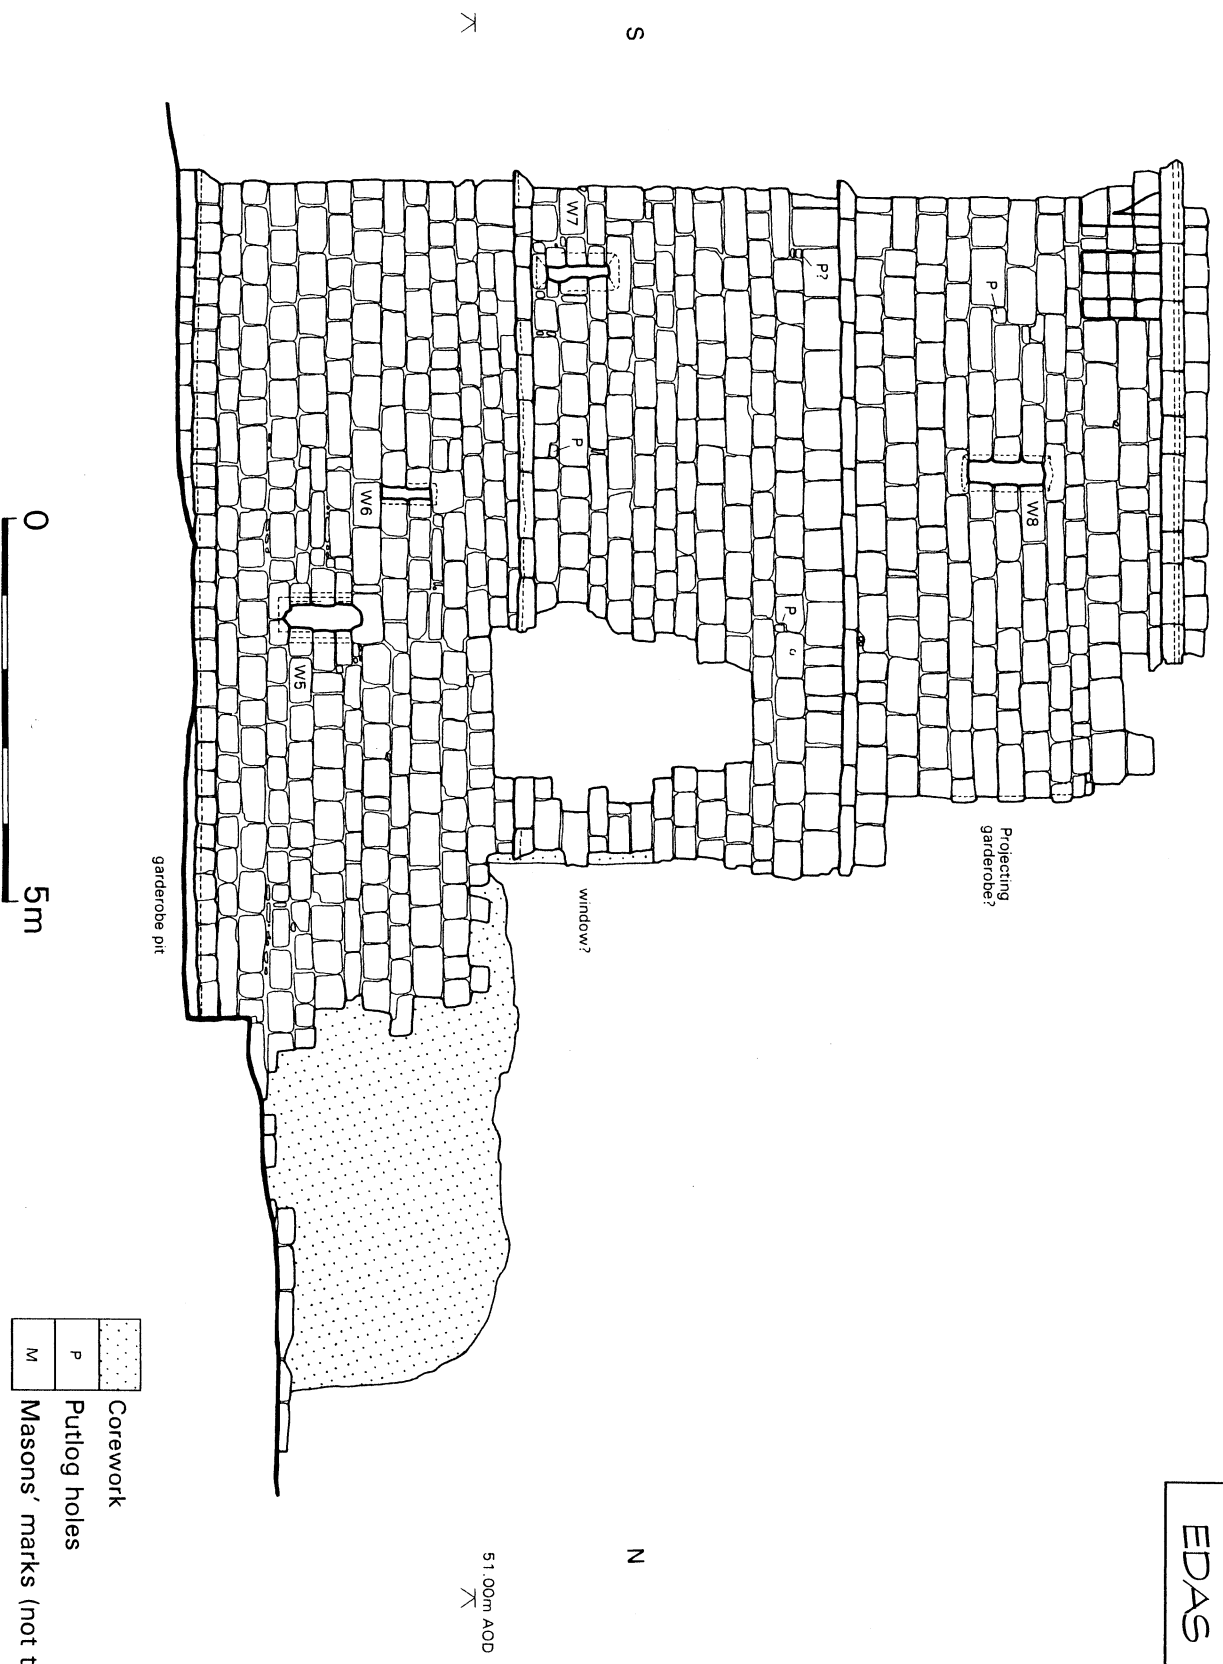 EDAS
S
N
51.00m AOD
Projecting
garderobe?
W8
P
P?
P
W7
P
window?
W6
W5
garderobe pit
0
5m
Corework
P
Putlog holes
M
Masons' marks (not t